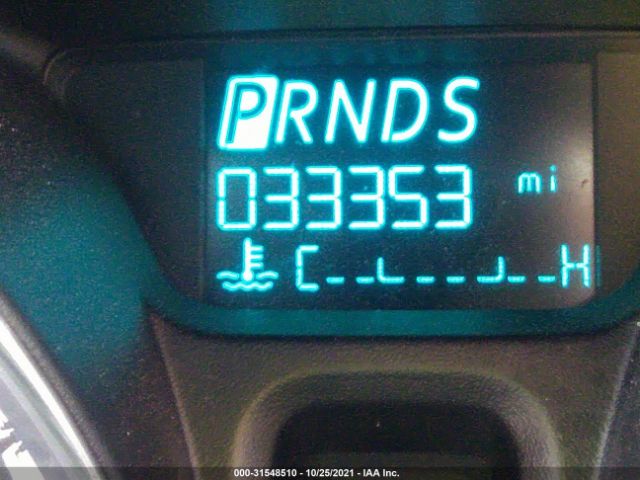 PRNDS
033353 mi
C H
000-31548510 - 10/25/2021 - IAA Inc.